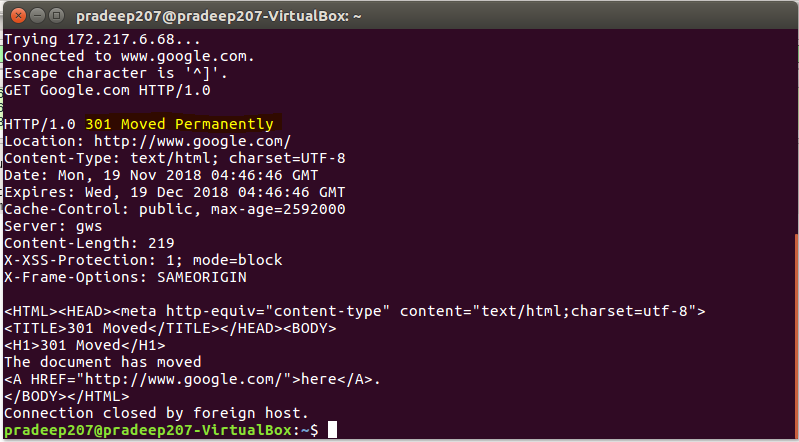 pradeep207@pradeep207-VirtualBox: ~
Trying 172.217.6.68...
Connected to www.google.com.
Escape character is '^]'.
GET Google.com HTTP/1.0

HTTP/1.0 301 Moved Permanently
Location: http://www.google.com/
Content-Type: text/html; charset=UTF-8
Date: Mon, 19 Nov 2018 04:46:46 GMT
Expires: Wed, 19 Dec 2018 04:46:46 GMT
Cache-Control: public, max-age=2592000
Server: gws
Content-Length: 219
X-XSS-Protection: 1; mode=block
X-Frame-Options: SAMEORIGIN

<HTML><HEAD><meta http-equiv="content-type" content="text/html;charset=utf-8">
<TITLE>301 Moved</TITLE></HEAD><BODY>
<H1>301 Moved</H1>
The document has moved
<A HREF="http://www.google.com/">here</A>.
</BODY></HTML>
Connection closed by foreign host.
pradeep207@pradeep207-VirtualBox:~$